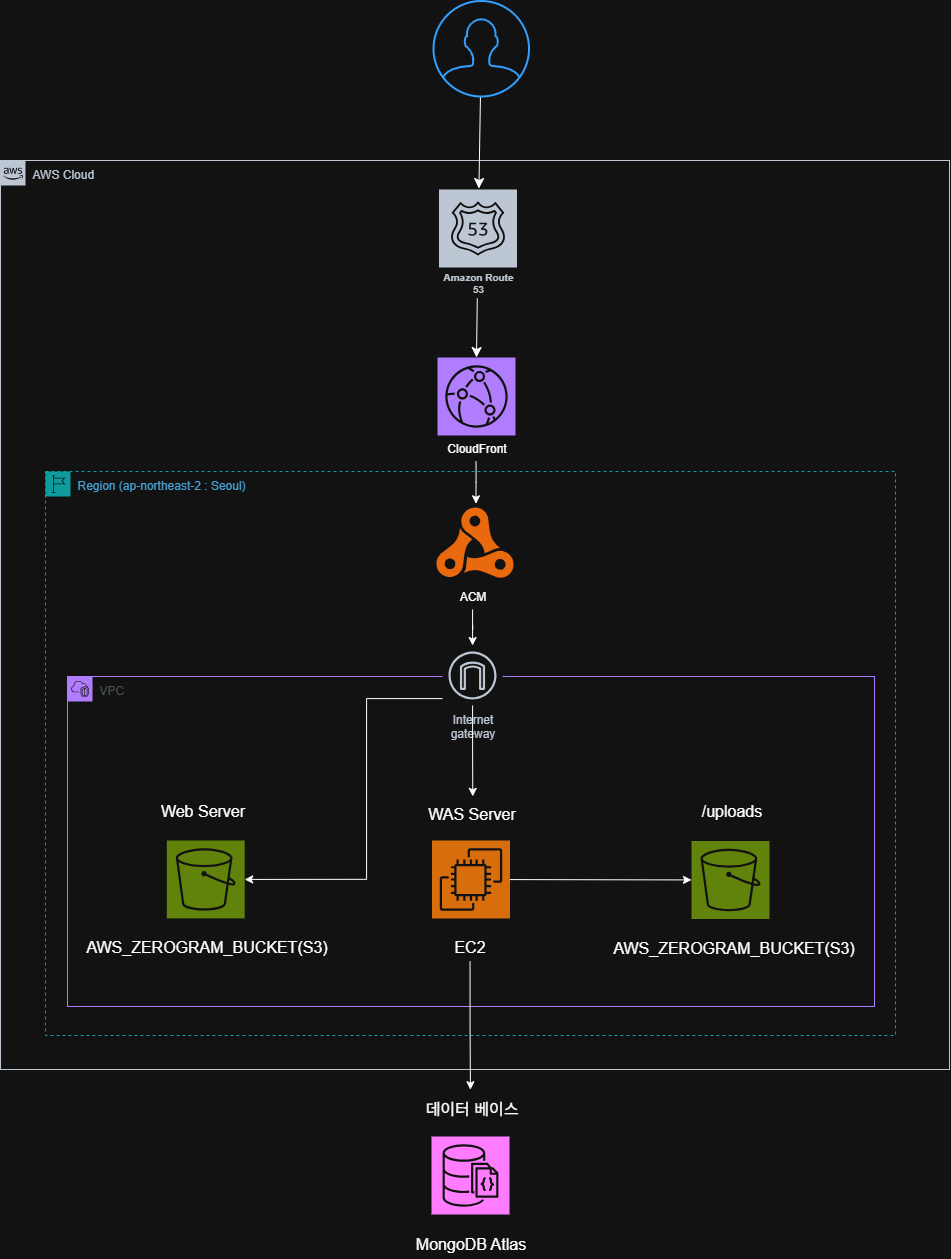 aws
AWS Cloud
53
Amazon Route
53
CloudFront
Region (ap-northeast-2 : Seoul)
ACM
VPC
Internet
gateway
Web Server
WAS Server
/uploads
AWS_ZEROGRAM_BUCKET(S3)
EC2
AWS_ZEROGRAM_BUCKET(S3)
데이터 베이스
{}
MongoDB Atlas